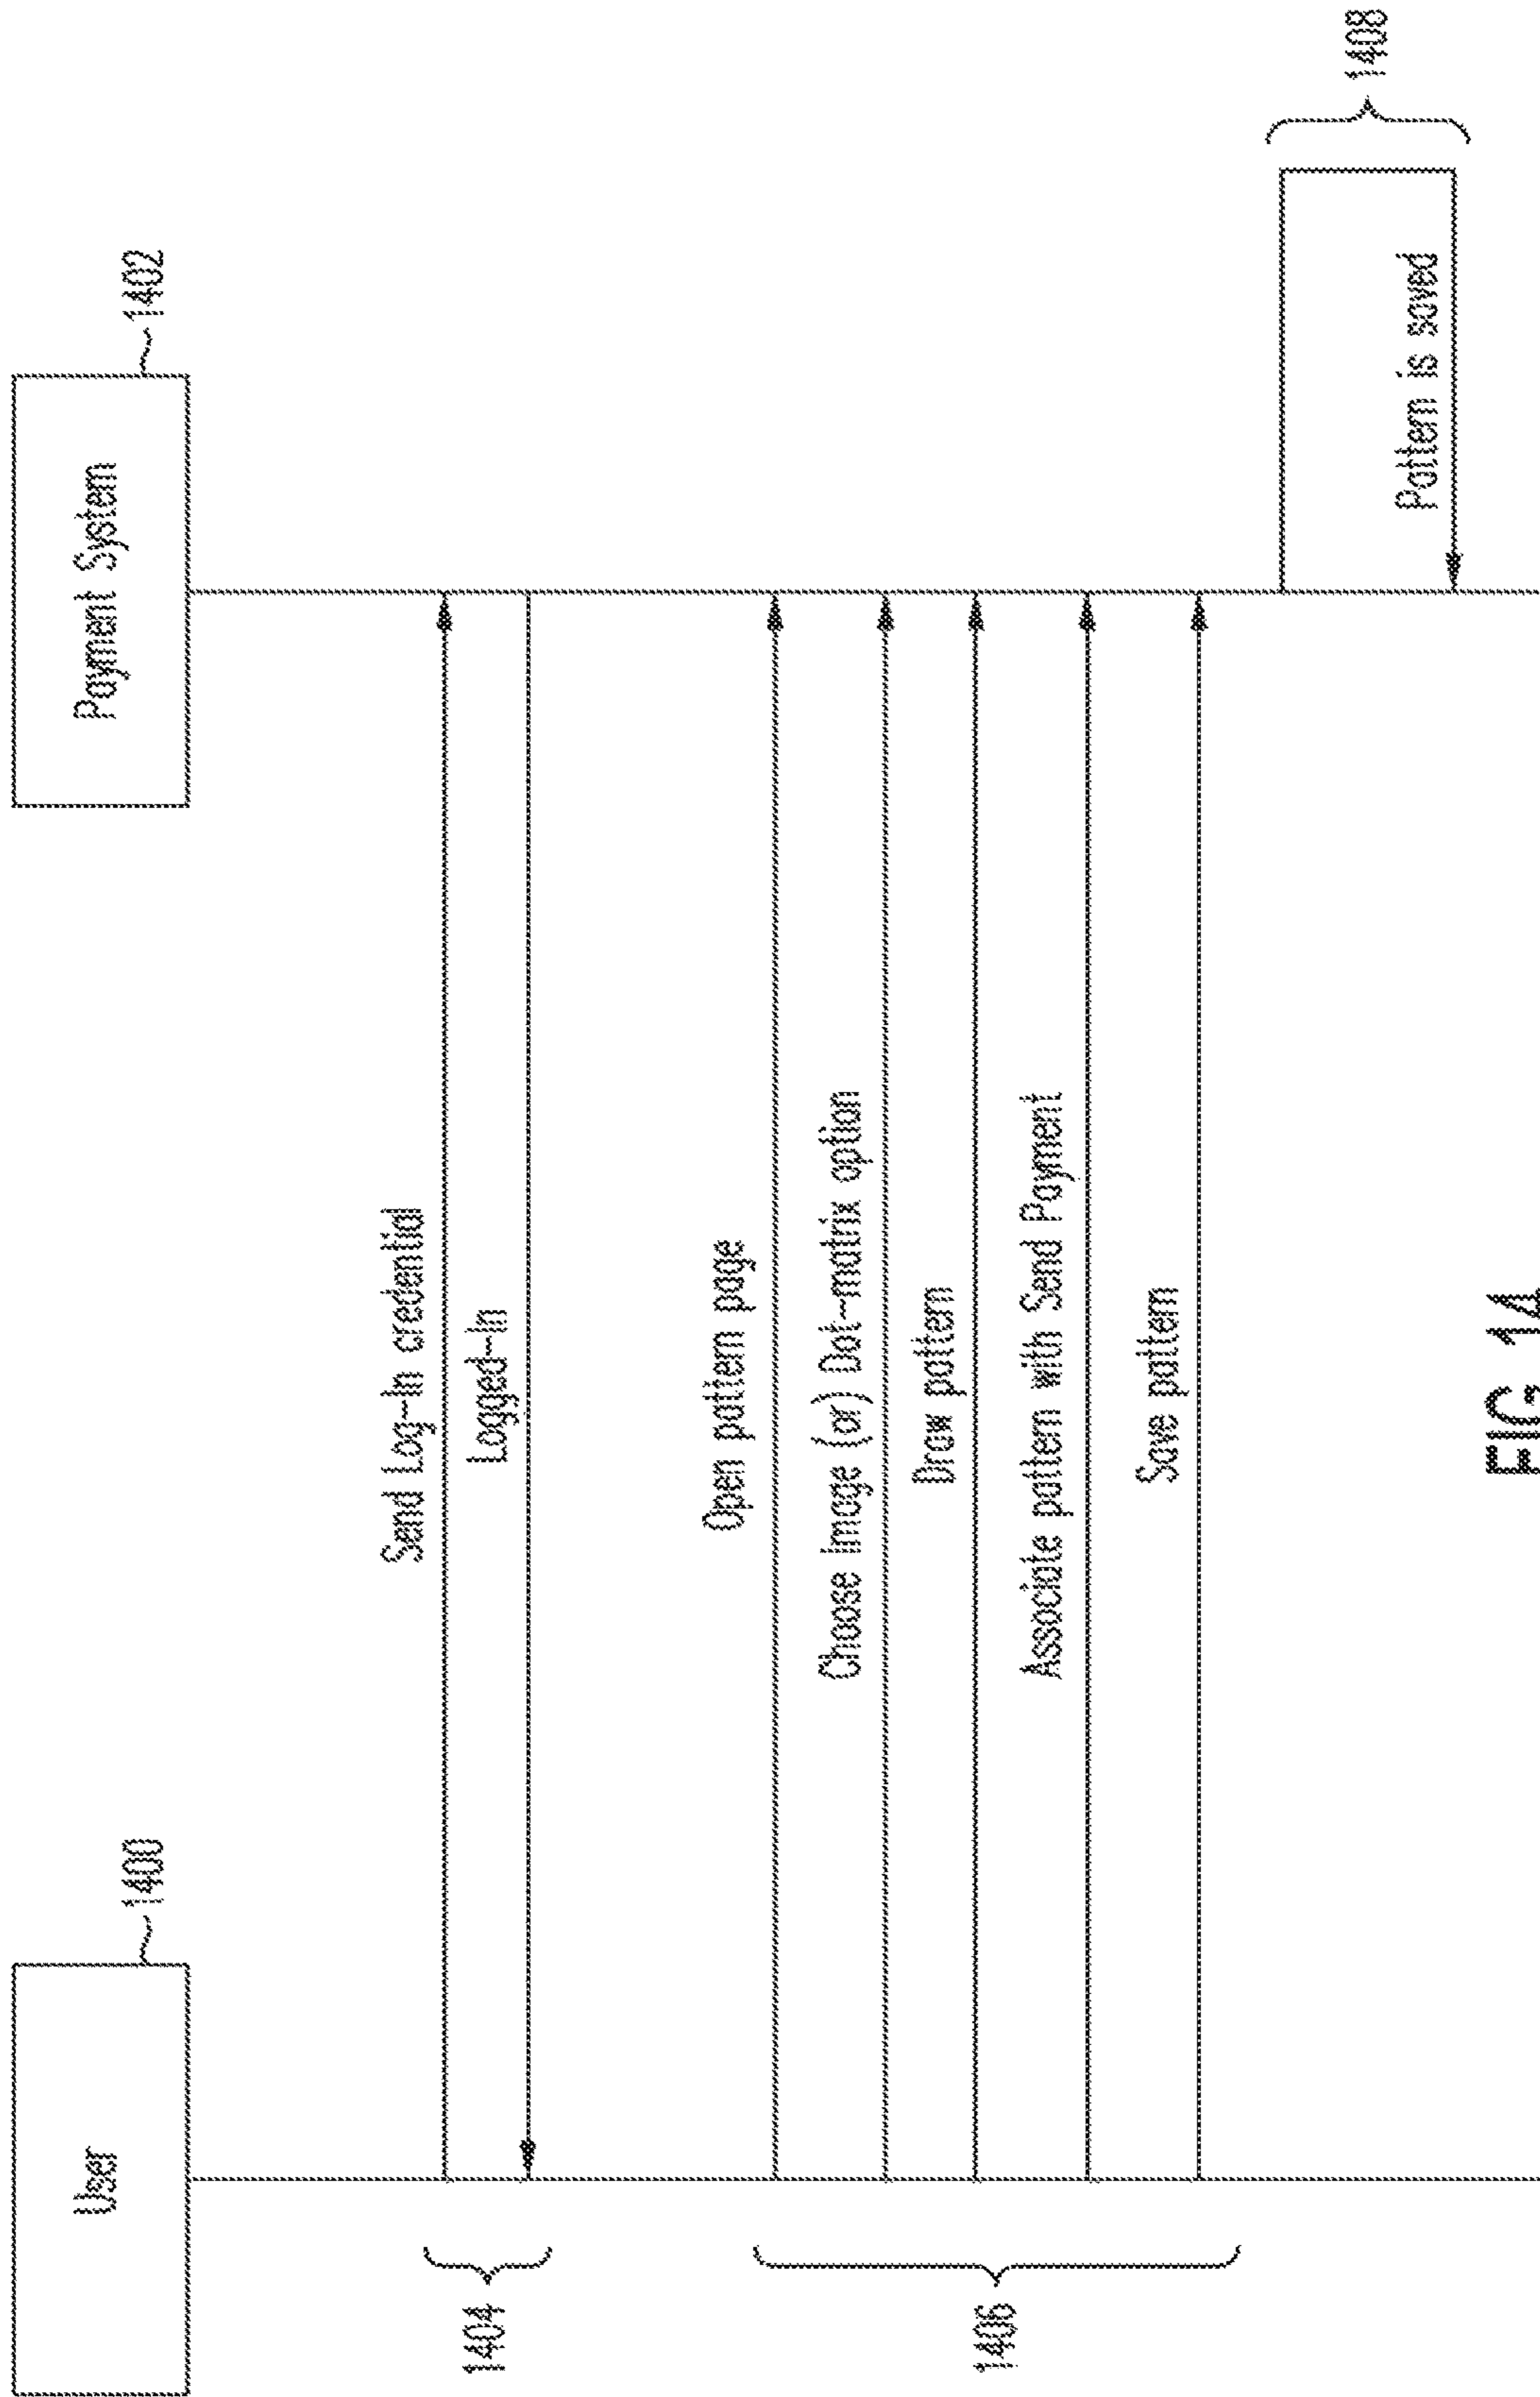 User
1400
Payment System
1402
Send Log-In credential
Logged-In
1404
Open pattern page
Choose Image (or) Dot-matrix option
Draw pattern
Associate pattern with Send Payment
Save pattern
1406
Pattern is saved
1408
FIG. 14